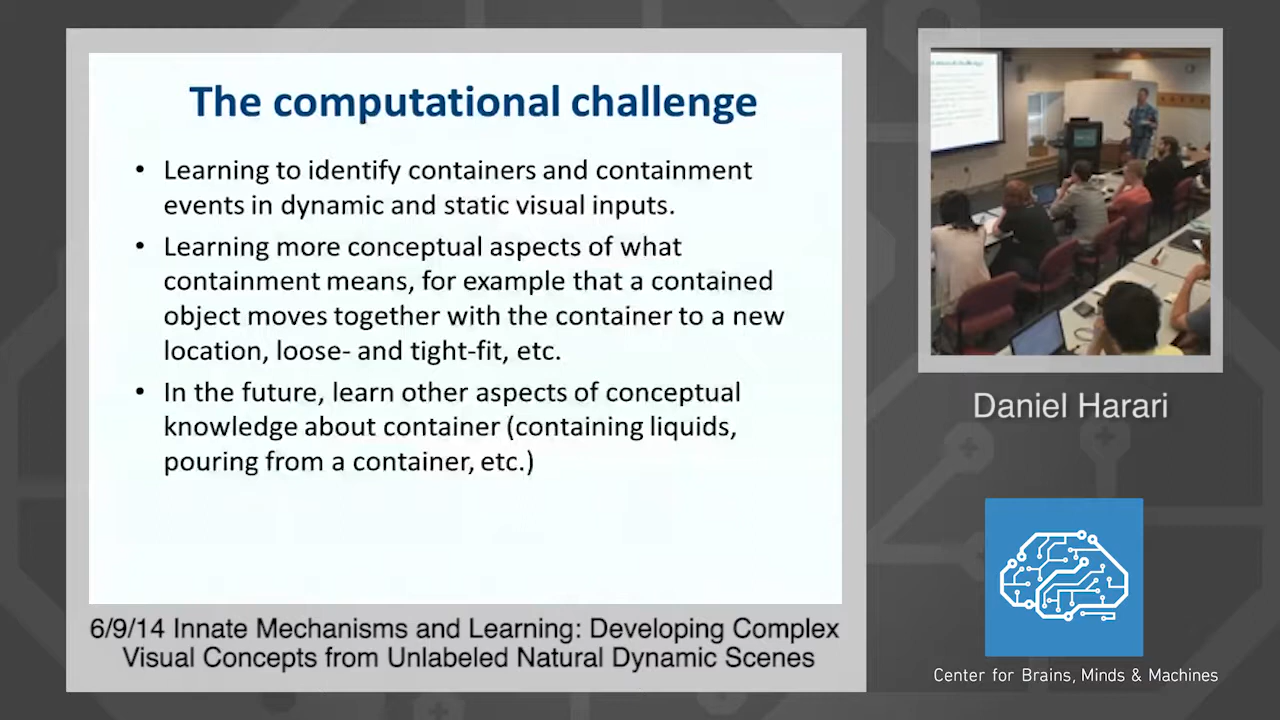 The computational challenge
• Learning to identify containers and containment
events in dynamic and static visual inputs.
• Learning more conceptual aspects of what
containment means, for example that a contained
object moves together with the container to a new
location, loose- and tight-fit, etc.
• In the future, learn other aspects of conceptual
knowledge about container (containing liquids,
pouring from a container, etc.)
6/9/14 Innate Mechanisms and Learning: Developing Complex
Visual Concepts from Unlabeled Natural Dynamic Scenes
Daniel Harari
Center for Brains, Minds & Machines